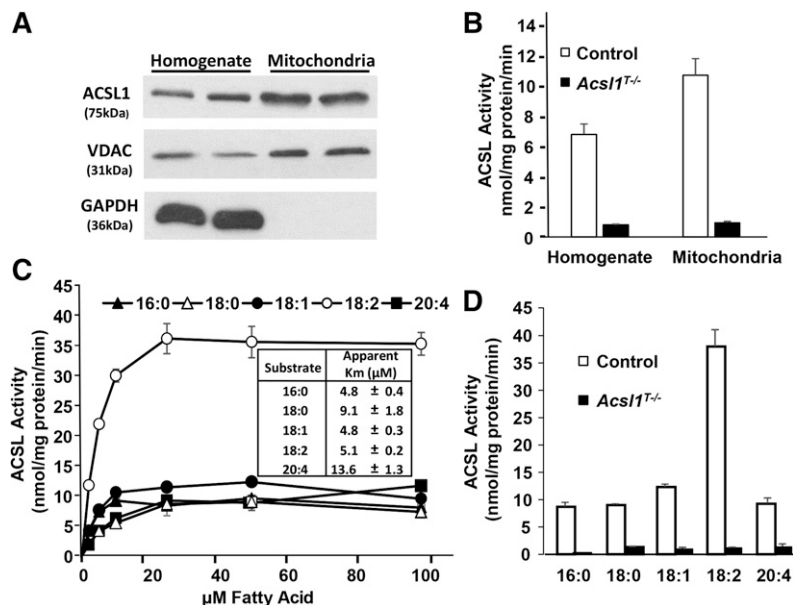 A
Homogenate Mitochondria
ACSL1
(75kDa)
VDAC
(31kDa)
GAPDH
(36kDa)
B
ACSL Activity
nmol/mg protein/min
14
12
10
8
6
4
2
0
Control
Acsl1T-/-
Homogenate Mitochondria
C
ACSL Activity
(nmol/mg protein/min)
45
40
35
30
25
20
15
10
5
0
16:0 18:0 18:1 18:2 20:4
Substrate Apparent Km (µM)
16:0 4.8 ± 0.4
18:0 9.1 ± 1.8
18:1 4.8 ± 0.3
18:2 5.1 ± 0.2
20:4 13.6 ± 1.3
0 20 40 60 80 100
µM Fatty Acid
D
ACSL Activity
(nmol/mg protein/min)
45
40
35
30
25
20
15
10
5
0
Control
Acsl1T-/-
16:0 18:0 18:1 18:2 20:4